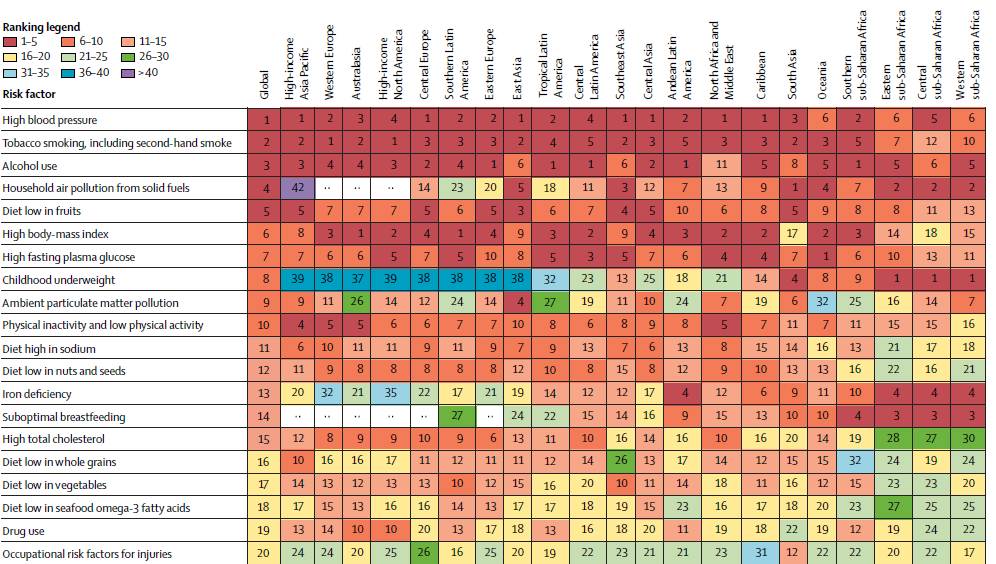 Ranking legend
1–5 6–10 11–15
16–20 21–25 26–30
31–35 36–40 >40
Risk factor
Global
High-income
Asia Pacific
Western Europe
Australasia
High-income
North America
Central Europe
Southern Latin
America
Eastern Europe
East Asia
Tropical Latin
America
Central
Latin America
Southeast Asia
Central Asia
Andean Latin
America
North Africa and
Middle East
Caribbean
South Asia
Oceania
Southern
sub-Saharan Africa
Eastern
sub-Saharan Africa
Central
sub-Saharan Africa
Western
sub-Saharan Africa
High blood pressure 1 1 2 3 4 1 2 2 1 2 4 1 1 2 1 1 3 6 2 6 5 6
Tobacco smoking, including second-hand smoke 2 2 1 2 1 3 3 3 2 4 5 2 3 5 3 3 2 3 5 7 12 10
Alcohol use 3 3 4 4 3 2 4 1 6 1 1 6 2 1 11 5 8 5 1 5 6 5
Household air pollution from solid fuels 4 42 ·· ·· ·· 14 23 20 5 18 11 3 12 7 13 9 1 4 7 2 2 2
Diet low in fruits 5 5 7 7 7 5 6 5 3 6 7 4 5 10 6 8 5 9 8 8 11 13
High body-mass index 6 8 3 1 2 4 1 4 9 3 2 9 4 3 2 2 17 2 3 14 18 15
High fasting plasma glucose 7 7 6 6 5 7 5 10 8 5 3 5 7 6 4 4 7 1 6 10 13 11
Childhood underweight 8 39 38 37 39 38 38 38 38 32 23 13 25 18 21 14 4 8 9 1 1 1
Ambient particulate matter pollution 9 9 11 26 14 12 24 14 4 27 19 11 10 24 7 19 6 32 25 16 14 7
Physical inactivity and low physical activity 10 4 5 5 6 6 7 7 10 8 6 8 9 8 5 7 11 7 11 15 15 16
Diet high in sodium 11 6 10 11 11 9 11 9 7 9 13 7 6 13 8 15 14 16 13 21 17 18
Diet low in nuts and seeds 12 11 9 8 8 8 8 8 12 10 8 15 8 12 9 10 13 13 16 22 16 21
Iron deficiency 13 20 32 21 35 22 17 21 19 14 12 12 17 4 12 6 9 11 10 4 4 4
Suboptimal breastfeeding 14 ·· ·· ·· ·· ·· 27 ·· 24 22 15 14 16 9 15 13 10 10 4 3 3 3
High total cholesterol 15 12 8 9 9 10 9 6 13 11 10 16 14 16 10 16 20 14 19 28 27 30
Diet low in whole grains 16 10 16 16 17 11 12 11 11 12 14 26 13 17 14 12 15 15 32 24 19 24
Diet low in vegetables 17 14 13 12 13 13 10 12 15 16 20 10 11 14 18 11 16 12 15 23 23 20
Diet low in seafood omega-3 fatty acids 18 17 15 13 16 16 14 13 17 17 18 19 15 23 16 17 18 20 23 27 25 25
Drug use 19 13 14 10 10 20 13 17 18 13 16 18 20 11 19 18 22 19 12 19 24 22
Occupational risk factors for injuries 20 24 24 20 25 26 16 25 20 19 22 23 21 21 23 31 12 22 22 20 22 17